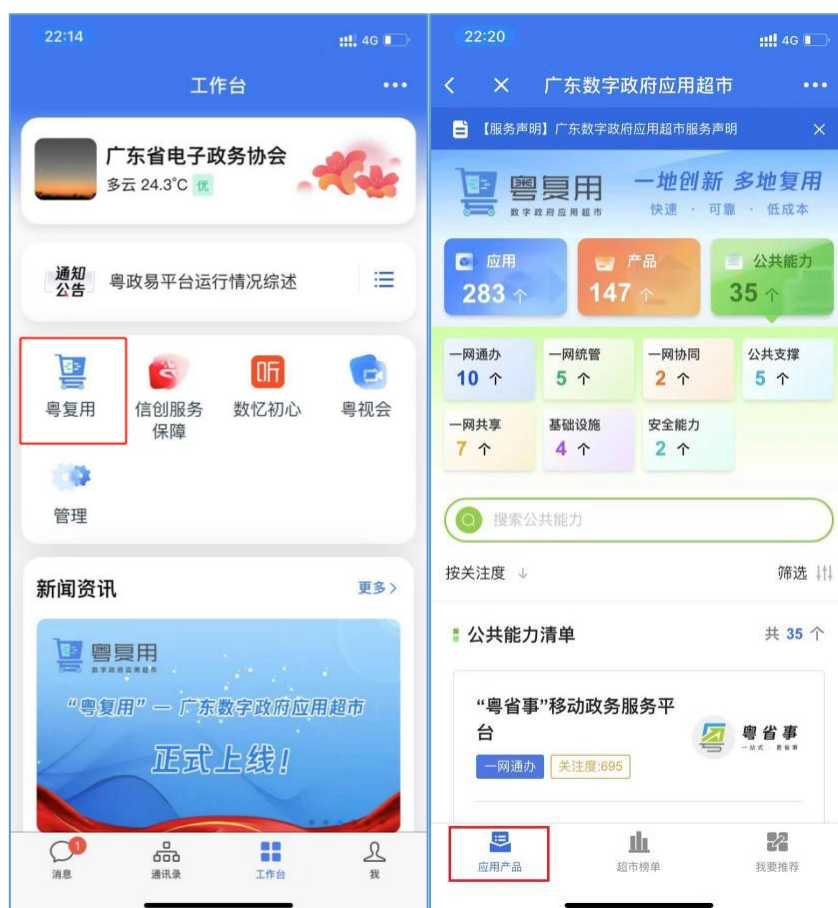 22:14
4G
工作台
广东省电子政务协会
多云 24.3°C 优
通知
公告
粤政易平台运行情况综述
粤复用
信创服务
保障
数忆初心
粤视会
管理
新闻资讯
更多>
粤复用
数字政府应用超市
“粤复用” — 广东数字政府应用超市
正式上线!
1
消息
通讯录
工作台
我
22:20
4G
广东数字政府应用超市
【服务声明】广东数字政府应用超市服务声明
粤复用
数字政府应用超市
一地创新 多地复用
快速 · 可靠 · 低成本
应用
283 个
产品
147 个
公共能力
35 个
一网通办
10 个
一网统管
5 个
一网协同
2 个
公共支撑
5 个
一网共享
7 个
基础设施
4 个
安全能力
2 个
搜索公共能力
按关注度 ↓
筛选
公共能力清单
共 35 个
“粤省事”移动政务服务平
台
一网通办
关注度:695
粤省事
应用产品
超市榜单
我要推荐